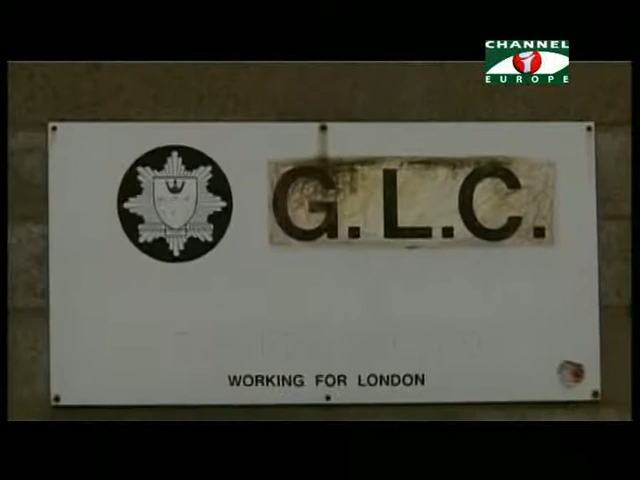 CHANNEL
i
EUROPE
G.L.C.
WORKING FOR LONDON